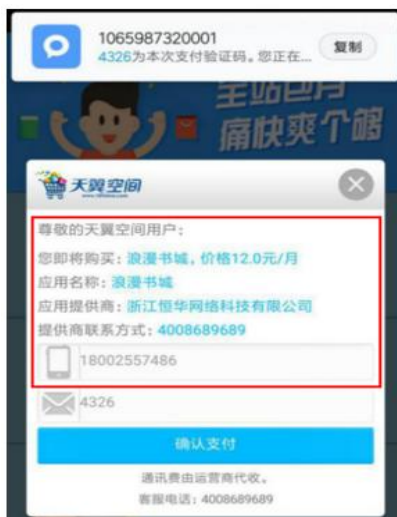 1065987320001
4326为本次支付验证码。您正在...
复制
全站包月
痛快爽个够
天翼空间
尊敬的天翼空间用户:
您即将购买:浪漫书城,价格12.0元/月
应用名称:浪漫书城
应用提供商:浙江恒华网络科技有限公司
提供商联系方式:4008689689
18002557486
4326
确认支付
通讯费由运营商代收。
客服电话:4008689689